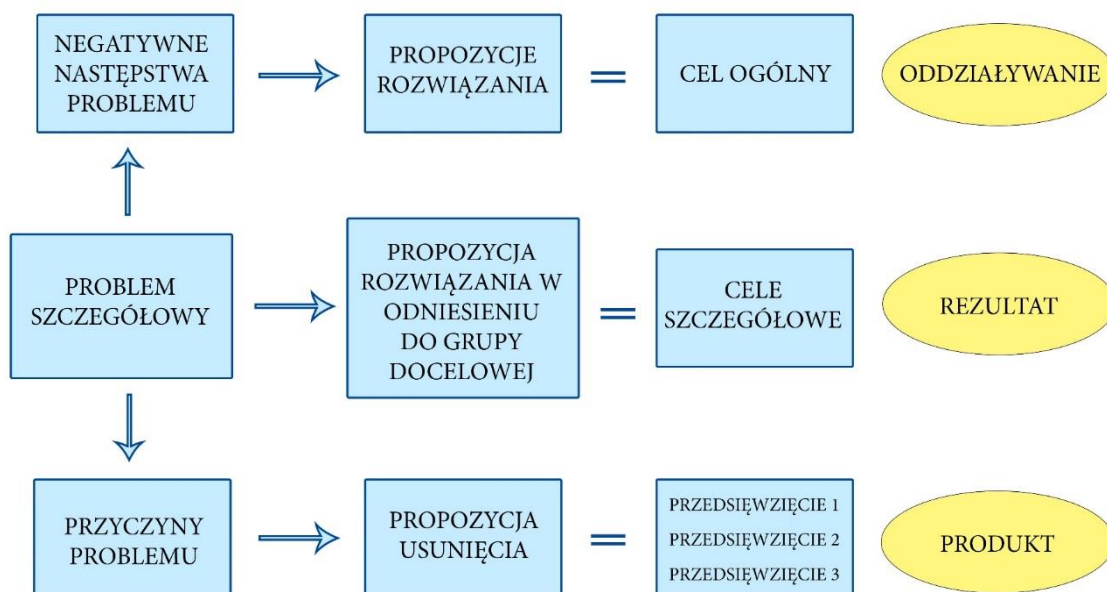 NEGATYWNE
NASTĘPSTWA
PROBLEMU
PROPOZYCJE
ROZWIĄZANIA
=
CEL OGÓLNY
ODDZIAŁYWANIE
PROBLEM
SZCZEGÓŁOWY
PROPOZYCJA
ROZWIĄZANIA W
ODNIESIENIU
DO GRUPY
DOCELOWEJ
=
CELE
SZCZEGÓŁOWE
REZULTAT
PRZYCZYNY
PROBLEMU
PROPOZYCJA
USUNIĘCIA
=
PRZEDSIĘWZIĘCIE 1
PRZEDSIĘWZIĘCIE 2
PRZEDSIĘWZIĘCIE 3
PRODUKT